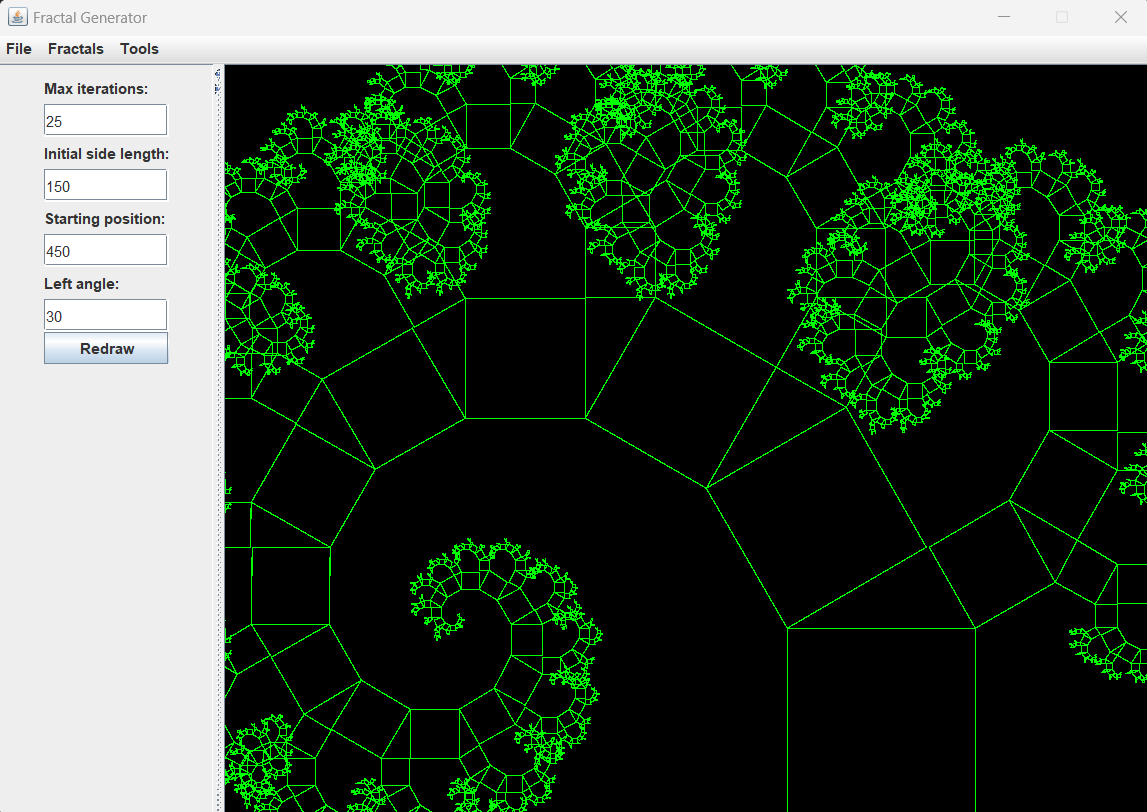 Fractal Generator
File Fractals Tools
Max iterations:
25
Initial side length:
150
Starting position:
450
Left angle:
30
Redraw